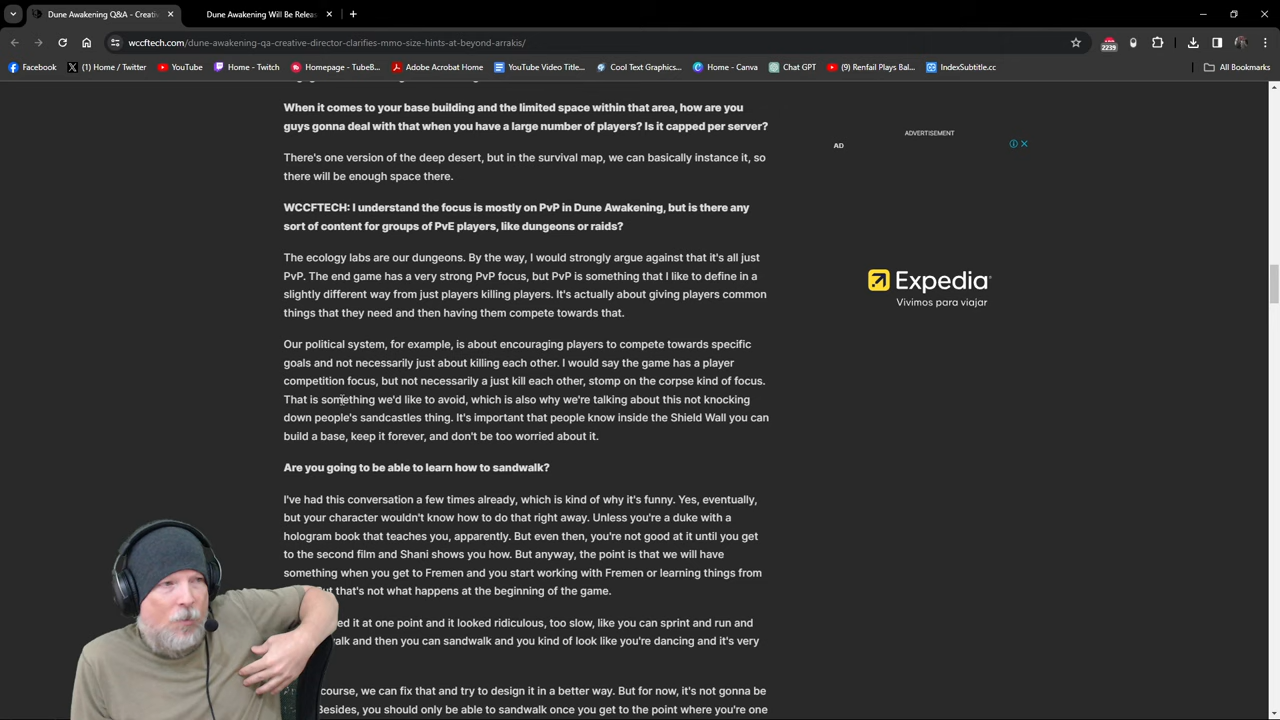 Dune Awakening Q&A - Creati
Dune Awakening Will Be Relea
wccftech.com/dune-awakening-qa-creative-director-clarifies-mmo-size-hints-at-beyond-arrakis/
2239
Facebook
(1) Home / Twitter
YouTube
Home - Twitch
Homepage - TubeB...
Adobe Acrobat Home
YouTube Video Title...
Cool Text Graphics...
Home - Canva
Chat GPT
(9) Renfail Plays Bal...
IndexSubtitle.cc
All Bookmarks
When it comes to your base building and the limited space within that area, how are you
guys gonna deal with that when you have a large number of players? Is it capped per server?
There's one version of the deep desert, but in the survival map, we can basically instance it, so
there will be enough space there.
WCCFTECH: I understand the focus is mostly on PvP in Dune Awakening, but is there any
sort of content for groups of PvE players, like dungeons or raids?
The ecology labs are our dungeons. By the way, I would strongly argue against that it's all just
PvP. The end game has a very strong PvP focus, but PvP is something that I like to define in a
slightly different way from just players killing players. It's actually about giving players common
things that they need and then having them compete towards that.
Our political system, for example, is about encouraging players to compete towards specific
goals and not necessarily just about killing each other. I would say the game has a player
competition focus, but not necessarily a just kill each other, stomp on the corpse kind of focus.
That is something we'd like to avoid, which is also why we're talking about this not knocking
down people's sandcastles thing. It's important that people know inside the Shield Wall you can
build a base, keep it forever, and don't be too worried about it.
Are you going to be able to learn how to sandwalk?
I've had this conversation a few times already, which is kind of why it's funny. Yes, eventually,
but your character wouldn't know how to do that right away. Unless you're a duke with a
hologram book that teaches you, apparently. But even then, you're not good at it until you get
to the second film and Shani shows you how. But anyway, the point is that we will have
something when you get to Fremen and you start working with Fremen or learning things from
that's not what happens at the beginning of the game.
it at one point and it looked ridiculous, too slow, like you can sprint and run and
and then you can sandwalk and you kind of look like you're dancing and it's very
course, we can fix that and try to design it in a better way. But for now, it's not gonna be
Besides, you should only be able to sandwalk once you get to the point where you're one
ADVERTISEMENT
AD
Expedia
Vivimos para viajar